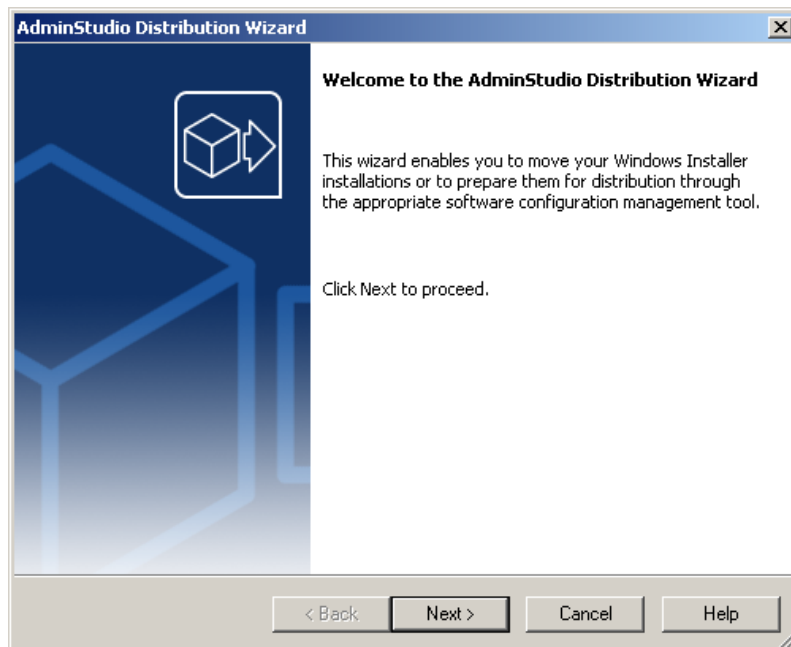 AdminStudio Distribution Wizard
Welcome to the AdminStudio Distribution Wizard
This wizard enables you to move your Windows Installer
installations or to prepare them for distribution through
the appropriate software configuration management tool.
Click Next to proceed.
< Back
Next >
Cancel
Help